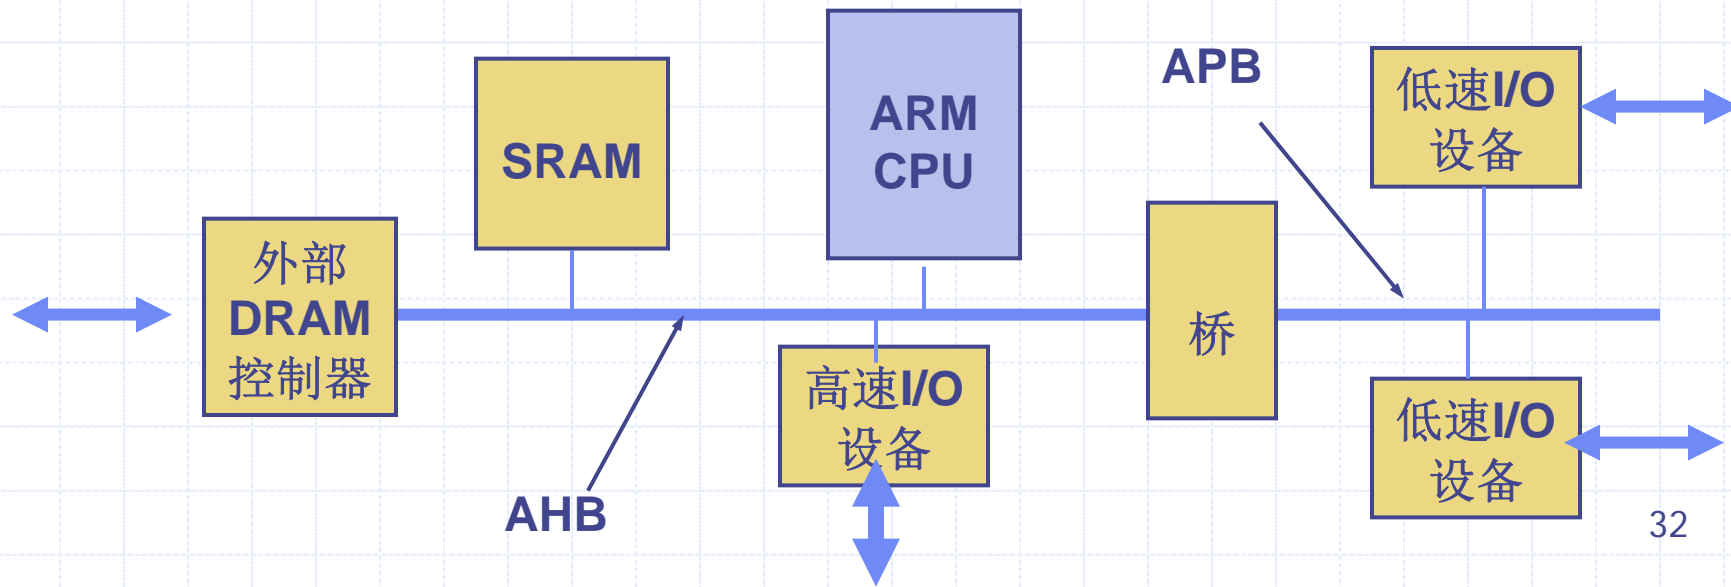 SRAM
ARM
CPU
APB
低速I/O
设备
外部
DRAM
控制器
桥
高速I/O
设备
低速I/O
设备
AHB
32